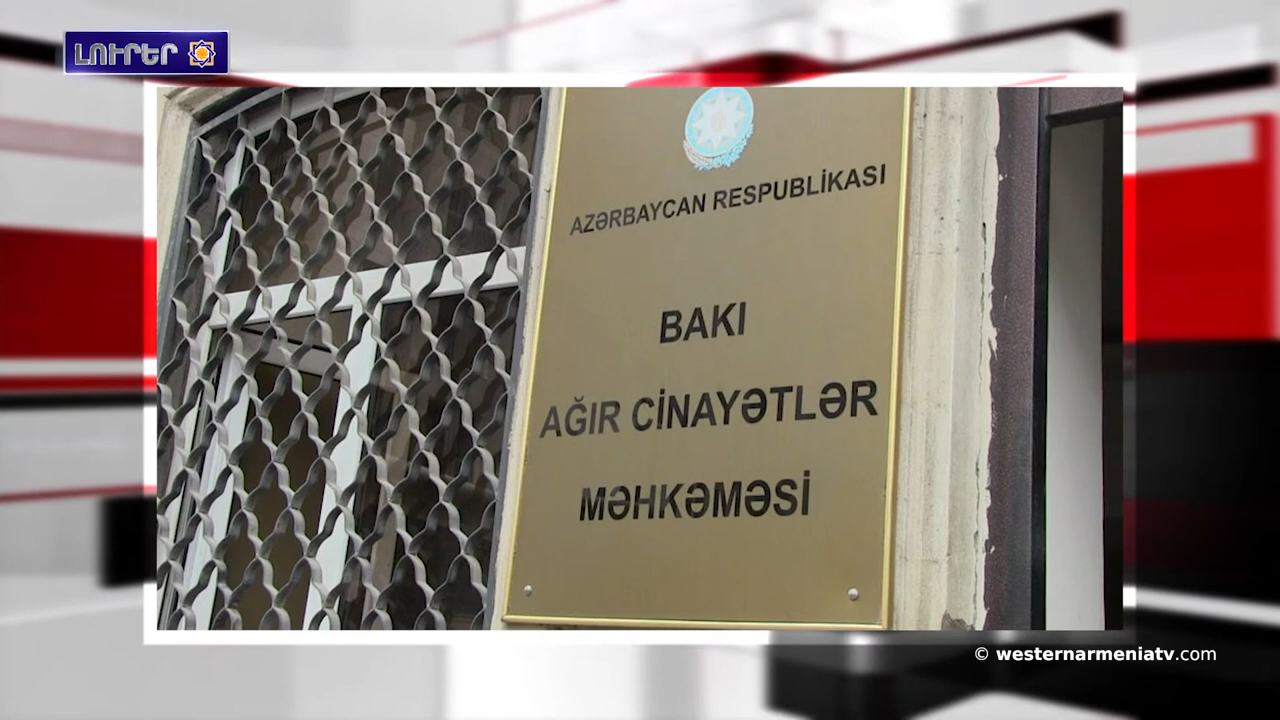 ԼՈՒՐԵՐ
AZƏRBAYCAN RESPUBLİKASI
BAKI
AĞIR CİNAYƏTLƏR
MƏHKƏMƏSİ
© westernarmeniatv.com